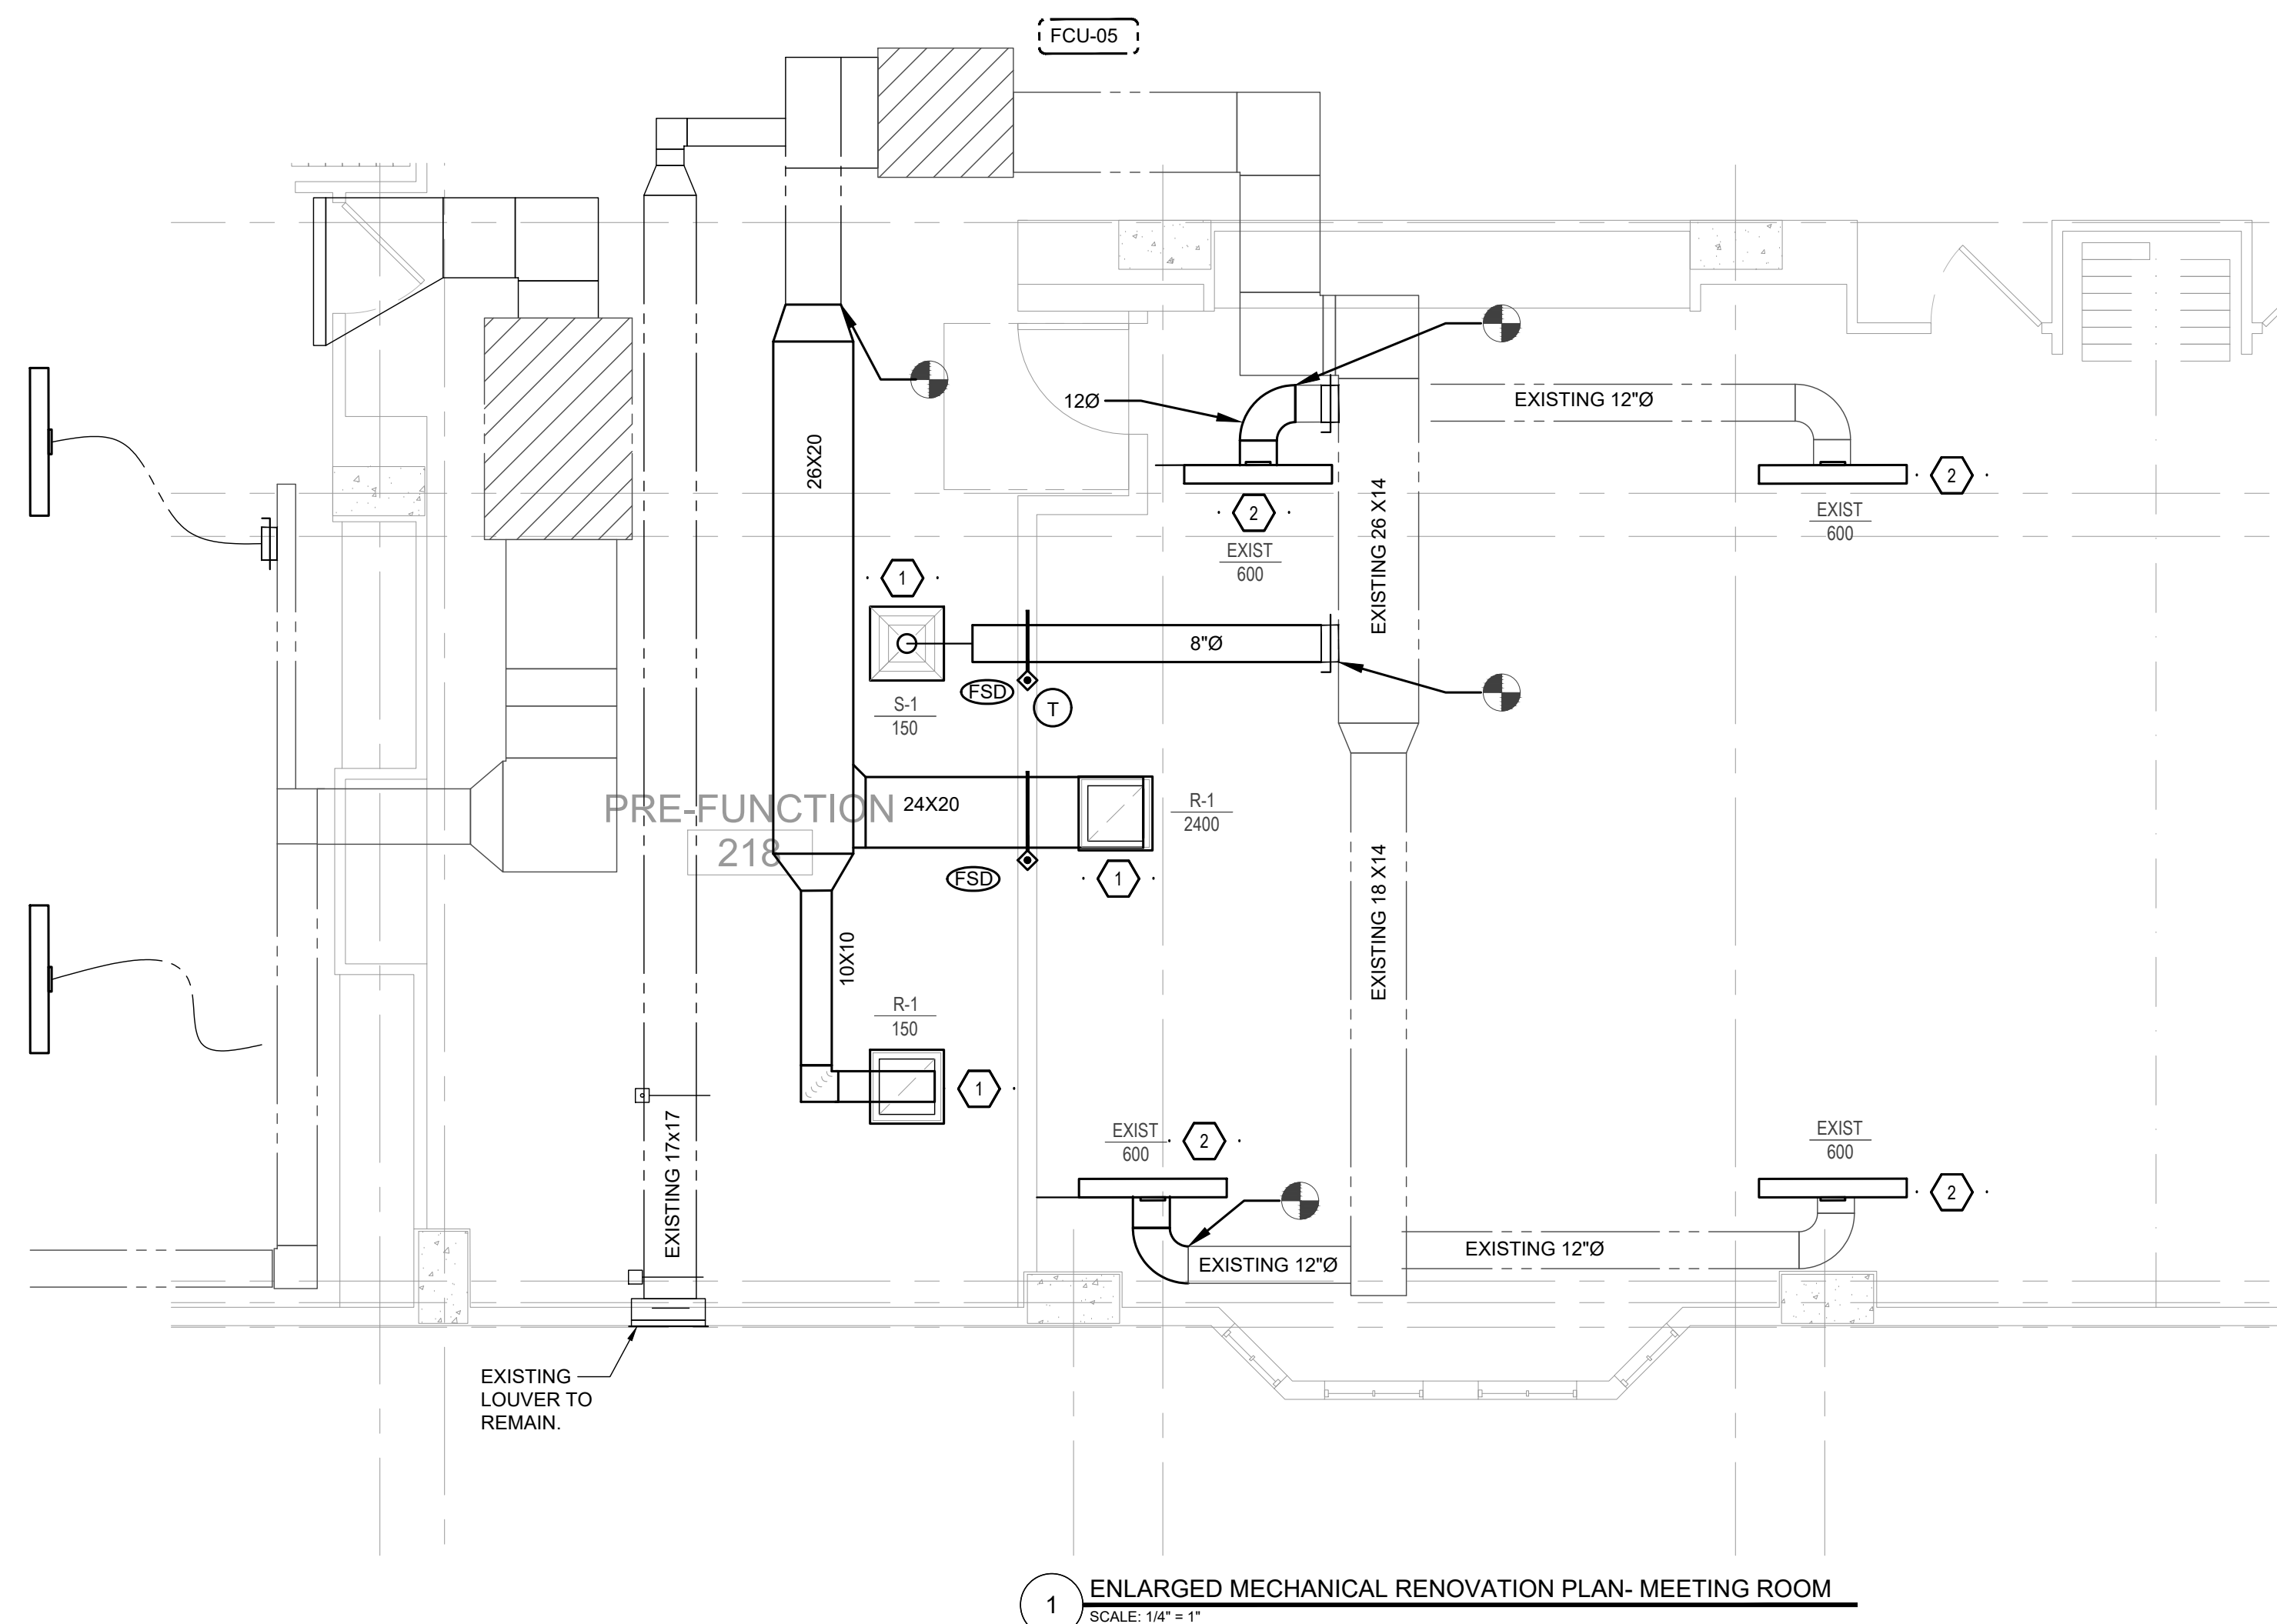 FCU-05
12Ø
EXISTING 12"Ø
26X20
EXISTING 26 X14
2
EXIST
600
2
EXIST
600
1
8"Ø
S-1
150
FSD
T
PRE-FUNCTION
218
24X20
R-1
2400
FSD
1
EXISTING 18 X14
10X10
R-1
150
1
EXISTING 17x17
EXIST
600
2
EXIST
600
2
EXISTING 12"Ø
EXISTING 12"Ø
EXISTING
LOUVER TO
REMAIN.
1
ENLARGED MECHANICAL RENOVATION PLAN- MEETING ROOM
SCALE: 1/4" = 1"